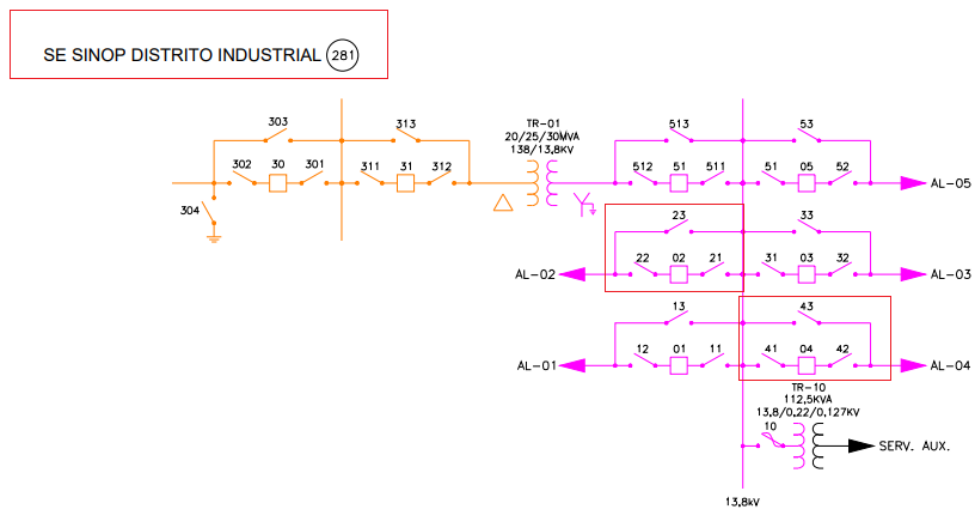 SE SINOP DISTRITO INDUSTRIAL 281
303
313
302 30 301
311 31 312
304
TR-01
20/25/30MVA
138/13,8KV
513
53
512 51 511
51 05 52
AL-05
23
33
AL-02
22 02 21
31 03 32
AL-03
13
43
AL-01
12 01 11
41 04 42
AL-04
TR-10
112,5KVA
13,8/0,22/0,127KV
10
SERV. AUX.
13,8kV